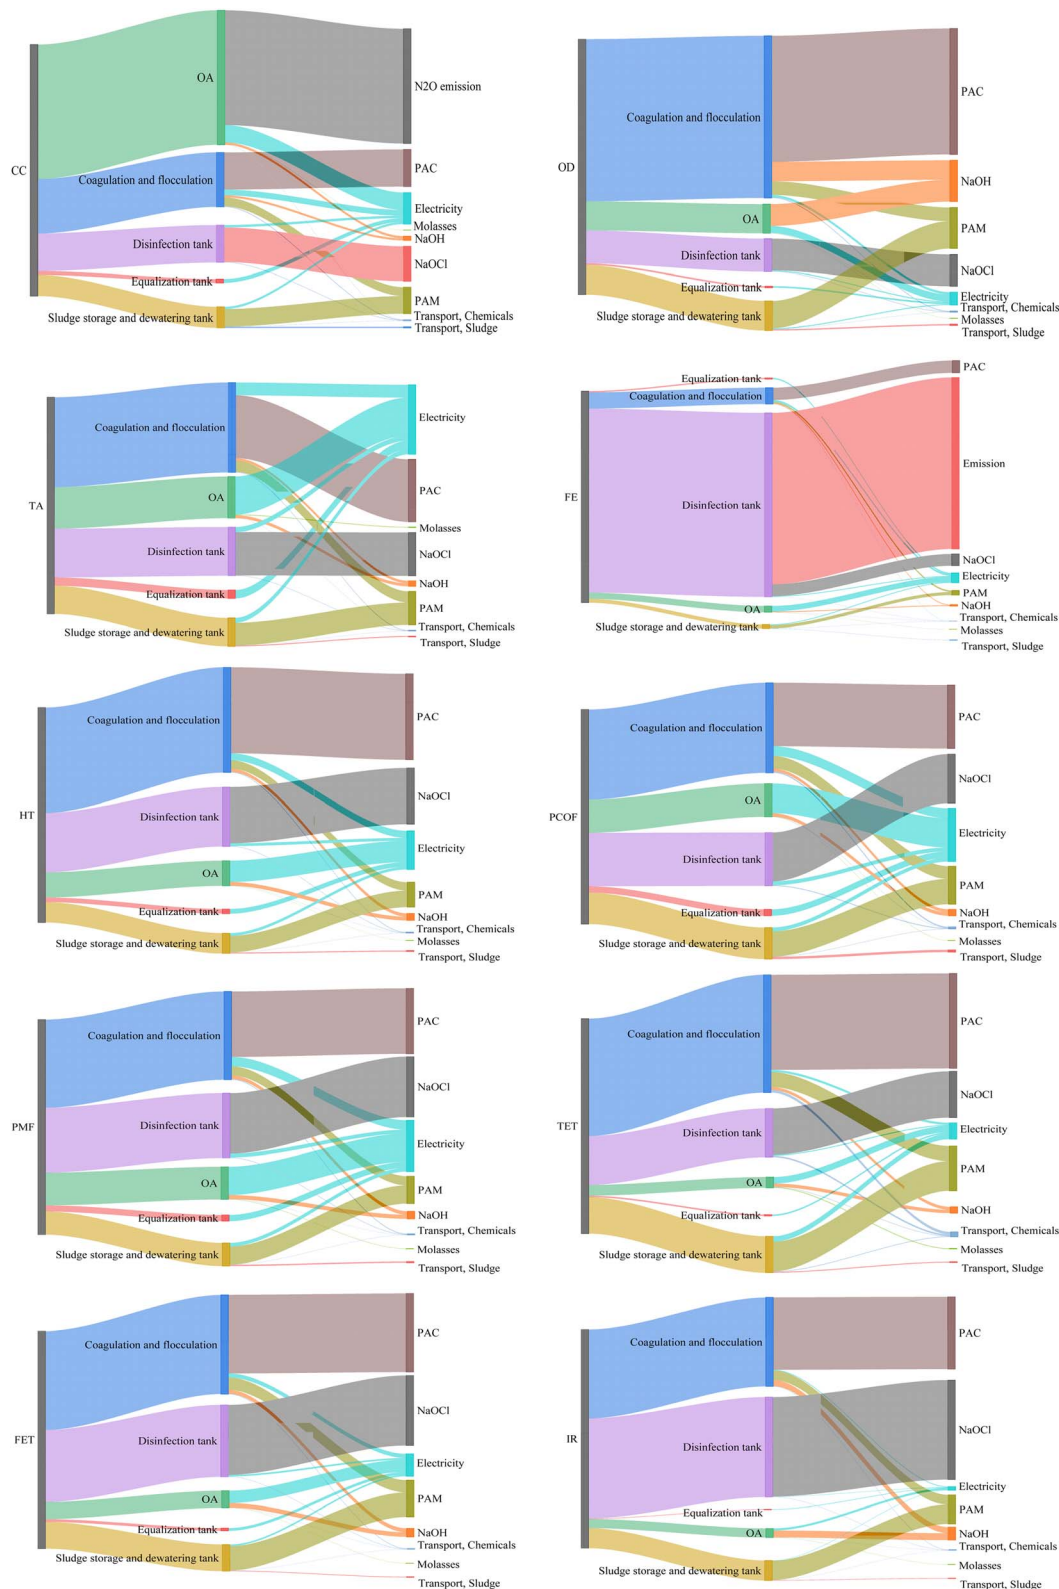 CC
OA
Coagulation and flocculation
Disinfection tank
Equalization tank
Sludge storage and dewatering tank
N2O emission
PAC
Electricity
Molasses
NaOH
NaOCl
PAM
Transport, Chemicals
Transport, Sludge
OD
Coagulation and flocculation
OA
Disinfection tank
Equalization tank
Sludge storage and dewatering tank
PAC
NaOH
PAM
NaOCl
Electricity
Transport, Chemicals
Molasses
Transport, Sludge
TA
Coagulation and flocculation
OA
Disinfection tank
Equalization tank
Sludge storage and dewatering tank
Electricity
PAC
Molasses
NaOCl
NaOH
PAM
Transport, Chemicals
Transport, Sludge
FE
Equalization tank
Coagulation and flocculation
Disinfection tank
OA
Sludge storage and dewatering tank
PAC
Emission
NaOCl
Electricity
PAM
NaOH
Transport, Chemicals
Molasses
Transport, Sludge
HT
Coagulation and flocculation
Disinfection tank
OA
Equalization tank
Sludge storage and dewatering tank
PAC
NaOCl
Electricity
PAM
NaOH
Transport, Chemicals
Molasses
Transport, Sludge
PCOF
Coagulation and flocculation
OA
Disinfection tank
Equalization tank
Sludge storage and dewatering tank
PAC
NaOCl
Electricity
PAM
NaOH
Transport, Chemicals
Molasses
Transport, Sludge
PMF
Coagulation and flocculation
Disinfection tank
OA
Equalization tank
Sludge storage and dewatering tank
PAC
NaOCl
Electricity
PAM
NaOH
Transport, Chemicals
Molasses
Transport, Sludge
TET
Coagulation and flocculation
Disinfection tank
OA
Equalization tank
Sludge storage and dewatering tank
PAC
NaOCl
Electricity
PAM
NaOH
Transport, Chemicals
Molasses
Transport, Sludge
FET
Coagulation and flocculation
Disinfection tank
OA
Equalization tank
Sludge storage and dewatering tank
PAC
NaOCl
Electricity
PAM
NaOH
Transport, Chemicals
Molasses
Transport, Sludge
IR
Coagulation and flocculation
Disinfection tank
Equalization tank
OA
Sludge storage and dewatering tank
PAC
NaOCl
Electricity
PAM
NaOH
Transport, Chemicals
Molasses
Transport, Sludge